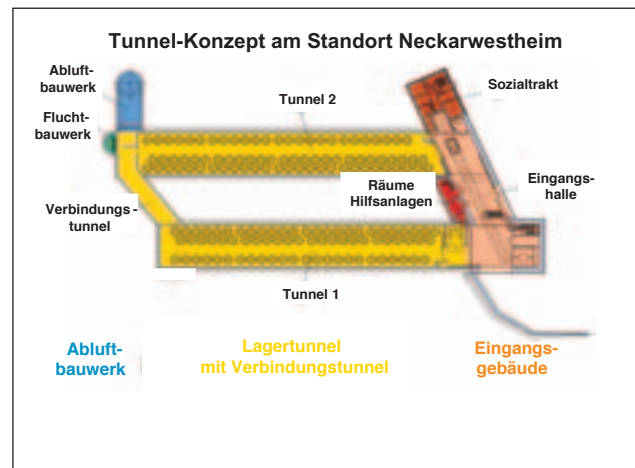 Tunnel-Konzept am Standort Neckarwestheim
Abluft-
bauwerk
Sozialtrakt
Tunnel 2
Flucht-
bauwerk
Räume
Hilfsanlagen
Eingangs-
halle
Verbindungs-
tunnel
Tunnel 1
Abluft-
bauwerk
Lagertunnel
mit Verbindungstunnel
Eingangs-
gebäude